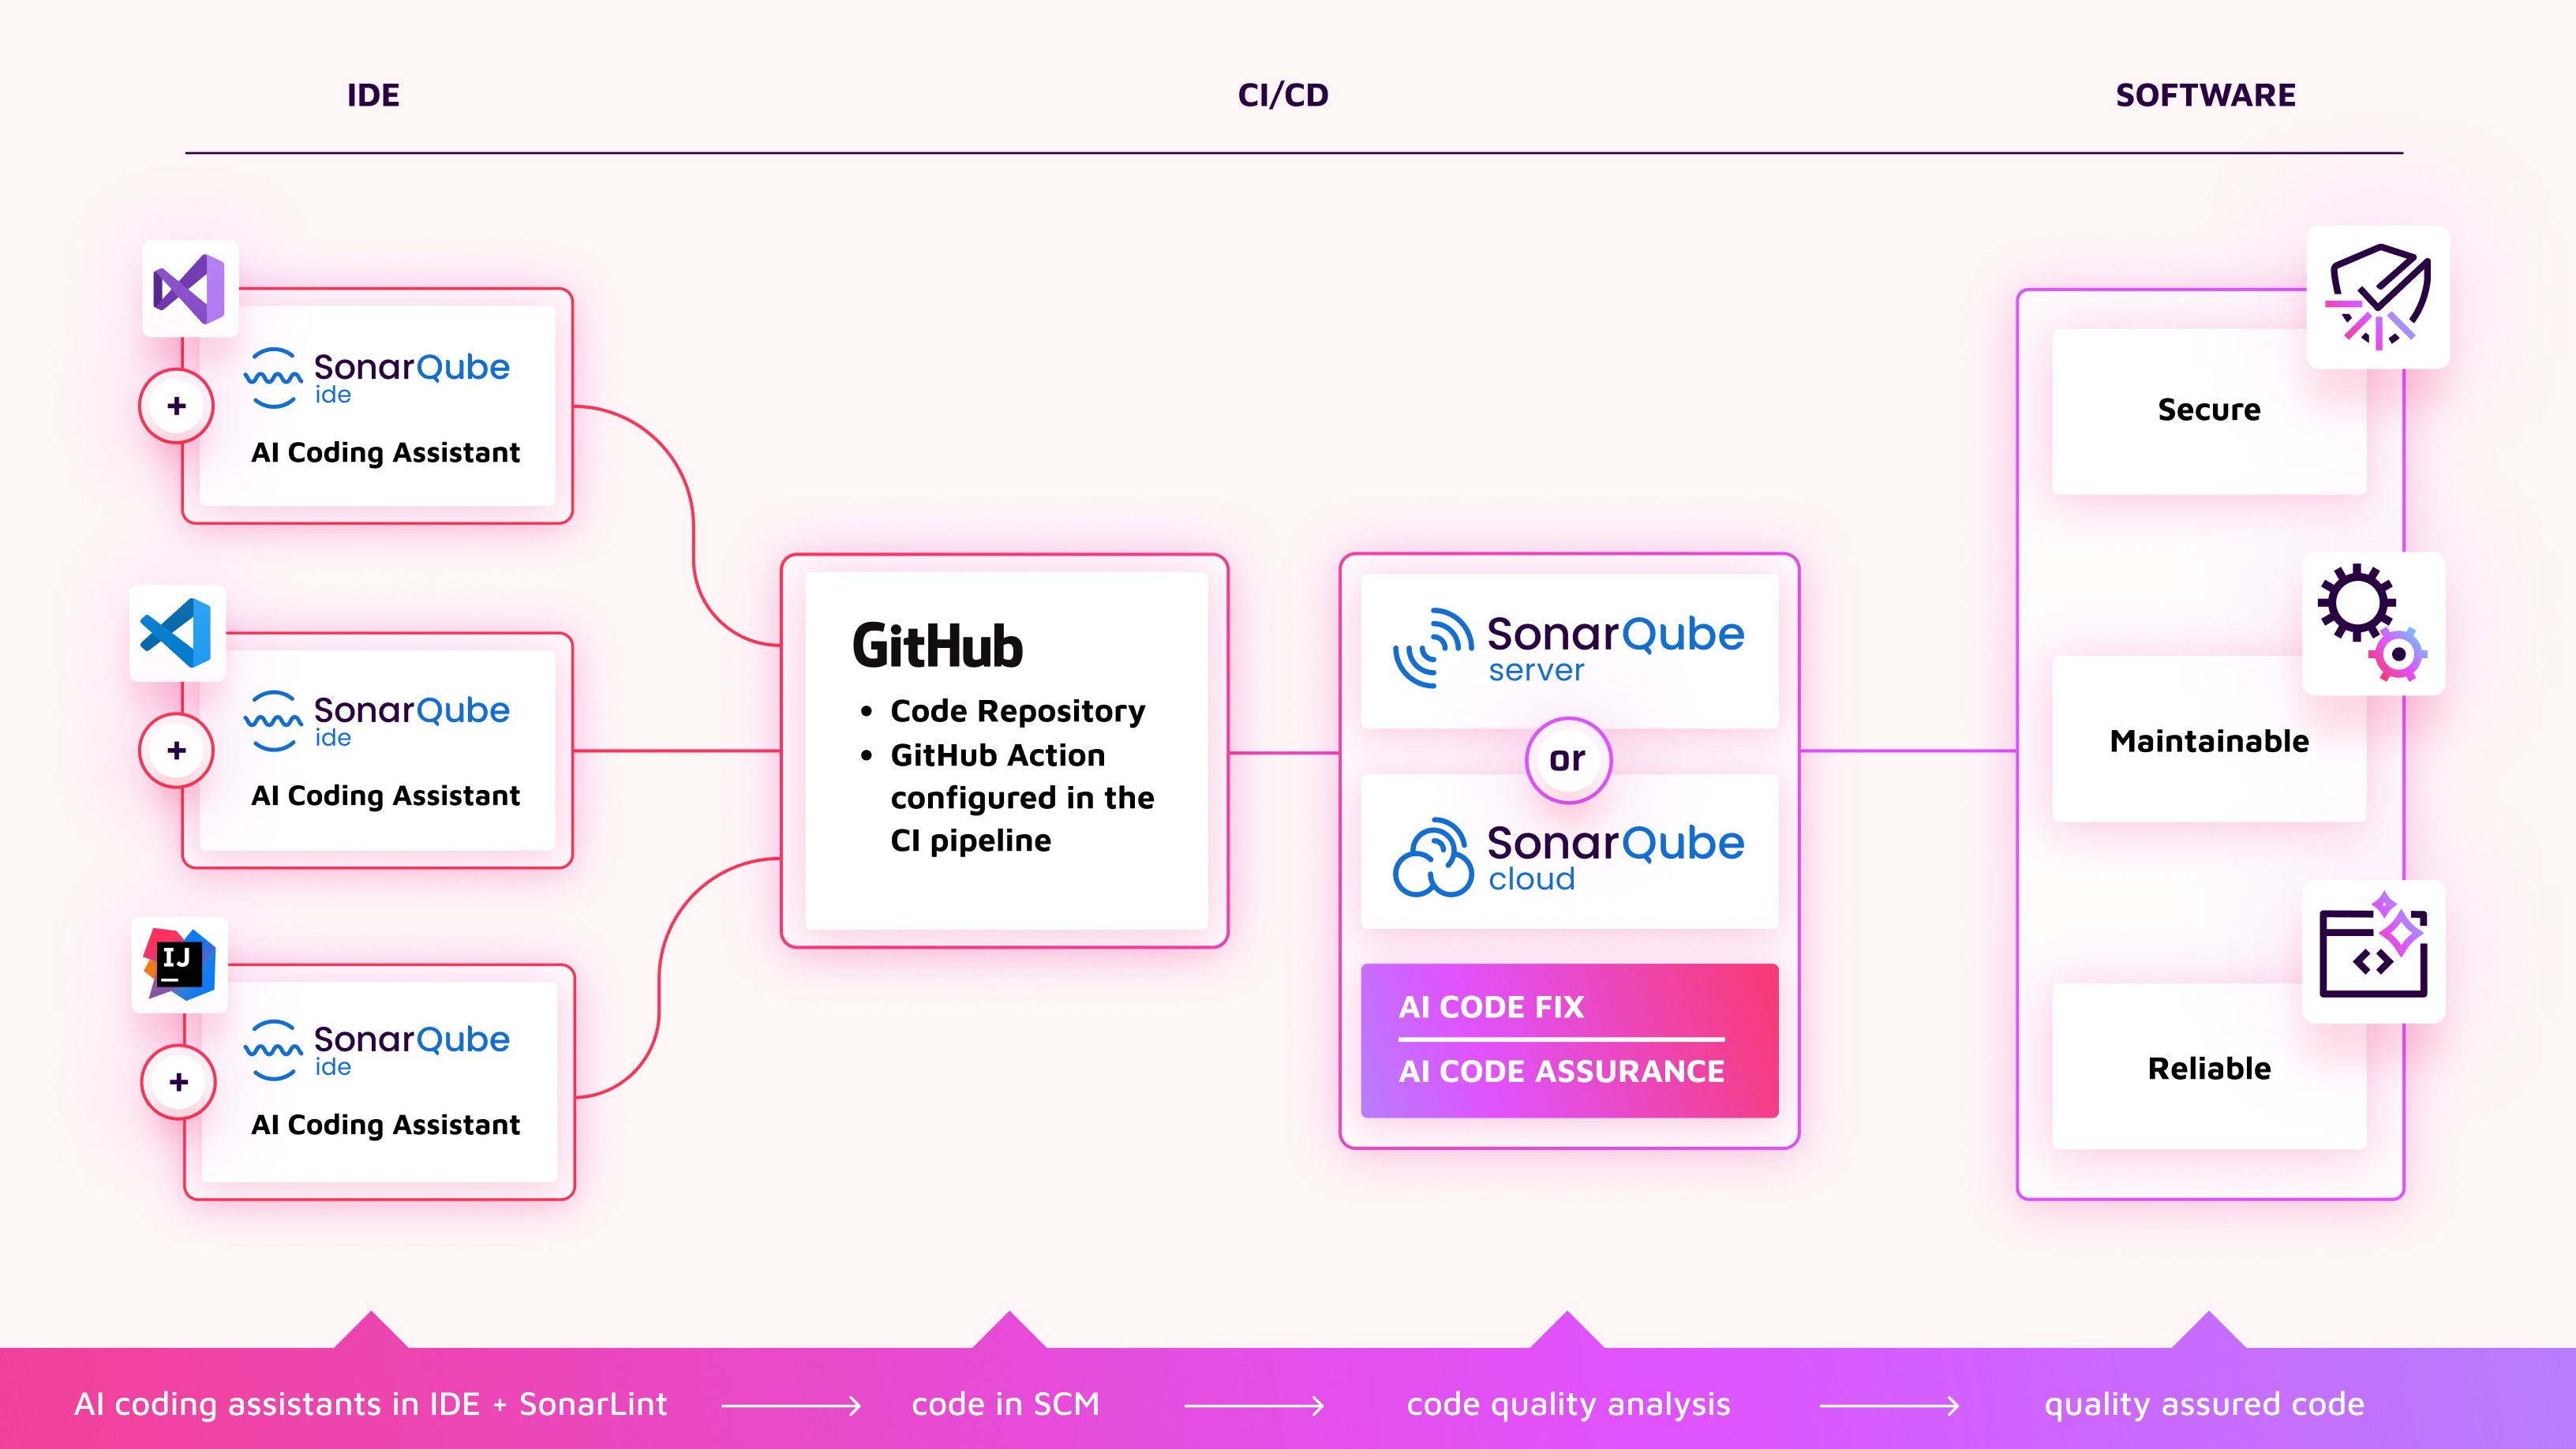 IDE
CI/CD
SOFTWARE
SonarQube
ide
AI Coding Assistant
+
SonarQube
ide
AI Coding Assistant
+
IJ
SonarQube
ide
AI Coding Assistant
+
GitHub
• Code Repository
• GitHub Action
configured in the
CI pipeline
SonarQube
server
or
SonarQube
cloud
AI CODE FIX
AI CODE ASSURANCE
Secure
Maintainable
Reliable
AI coding assistants in IDE + SonarLint
code in SCM
code quality analysis
quality assured code